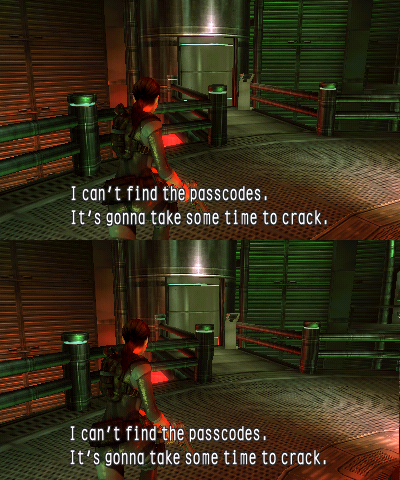 I can't find the passcodes.
It's gonna take some time to crack.
I can't find the passcodes.
It's gonna take some time to crack.